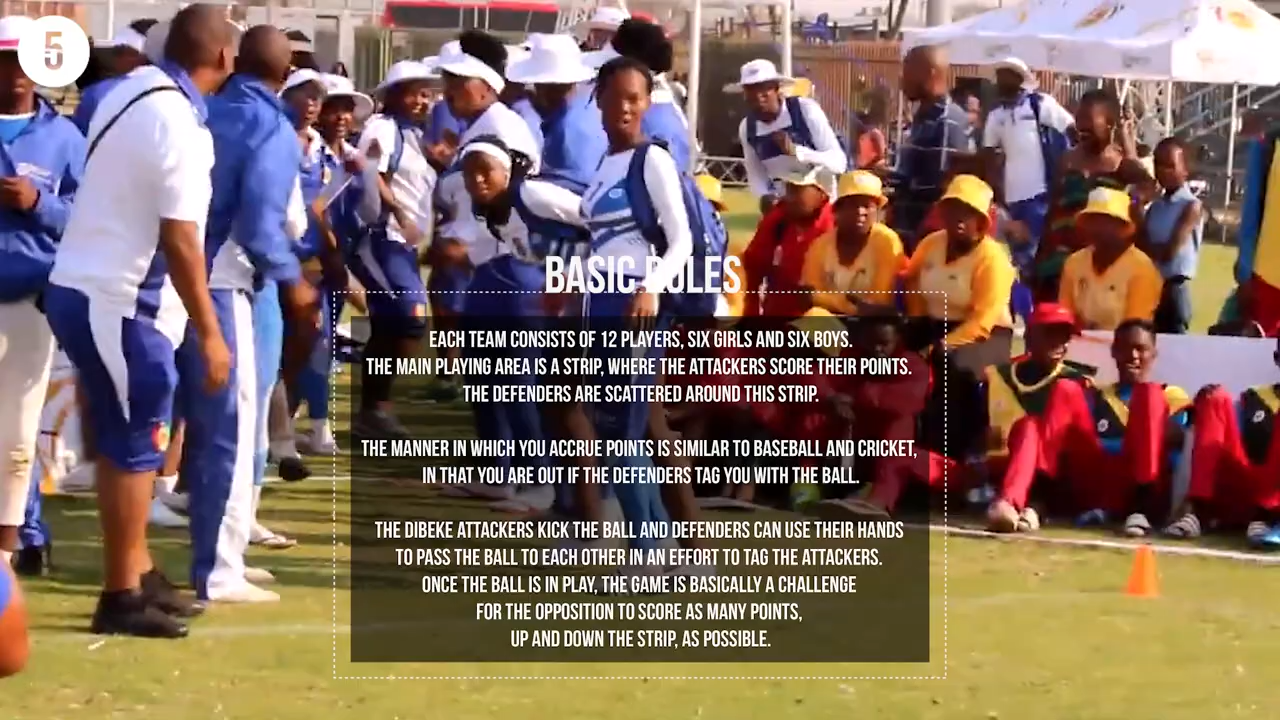 5
BASIC RULES
EACH TEAM CONSISTS OF 12 PLAYERS, SIX GIRLS AND SIX BOYS.
THE MAIN PLAYING AREA IS A STRIP, WHERE THE ATTACKERS SCORE THEIR POINTS.
THE DEFENDERS ARE SCATTERED AROUND THIS STRIP.
THE MANNER IN WHICH YOU ACCRUE POINTS IS SIMILAR TO BASEBALL AND CRICKET,
IN THAT YOU ARE OUT IF THE DEFENDERS TAG YOU WITH THE BALL.
THE DIBEKE ATTACKERS KICK THE BALL AND DEFENDERS CAN USE THEIR HANDS
TO PASS THE BALL TO EACH OTHER IN AN EFFORT TO TAG THE ATTACKERS.
ONCE THE BALL IS IN PLAY, THE GAME IS BASICALLY A CHALLENGE
FOR THE OPPOSITION TO SCORE AS MANY POINTS,
UP AND DOWN THE STRIP, AS POSSIBLE.